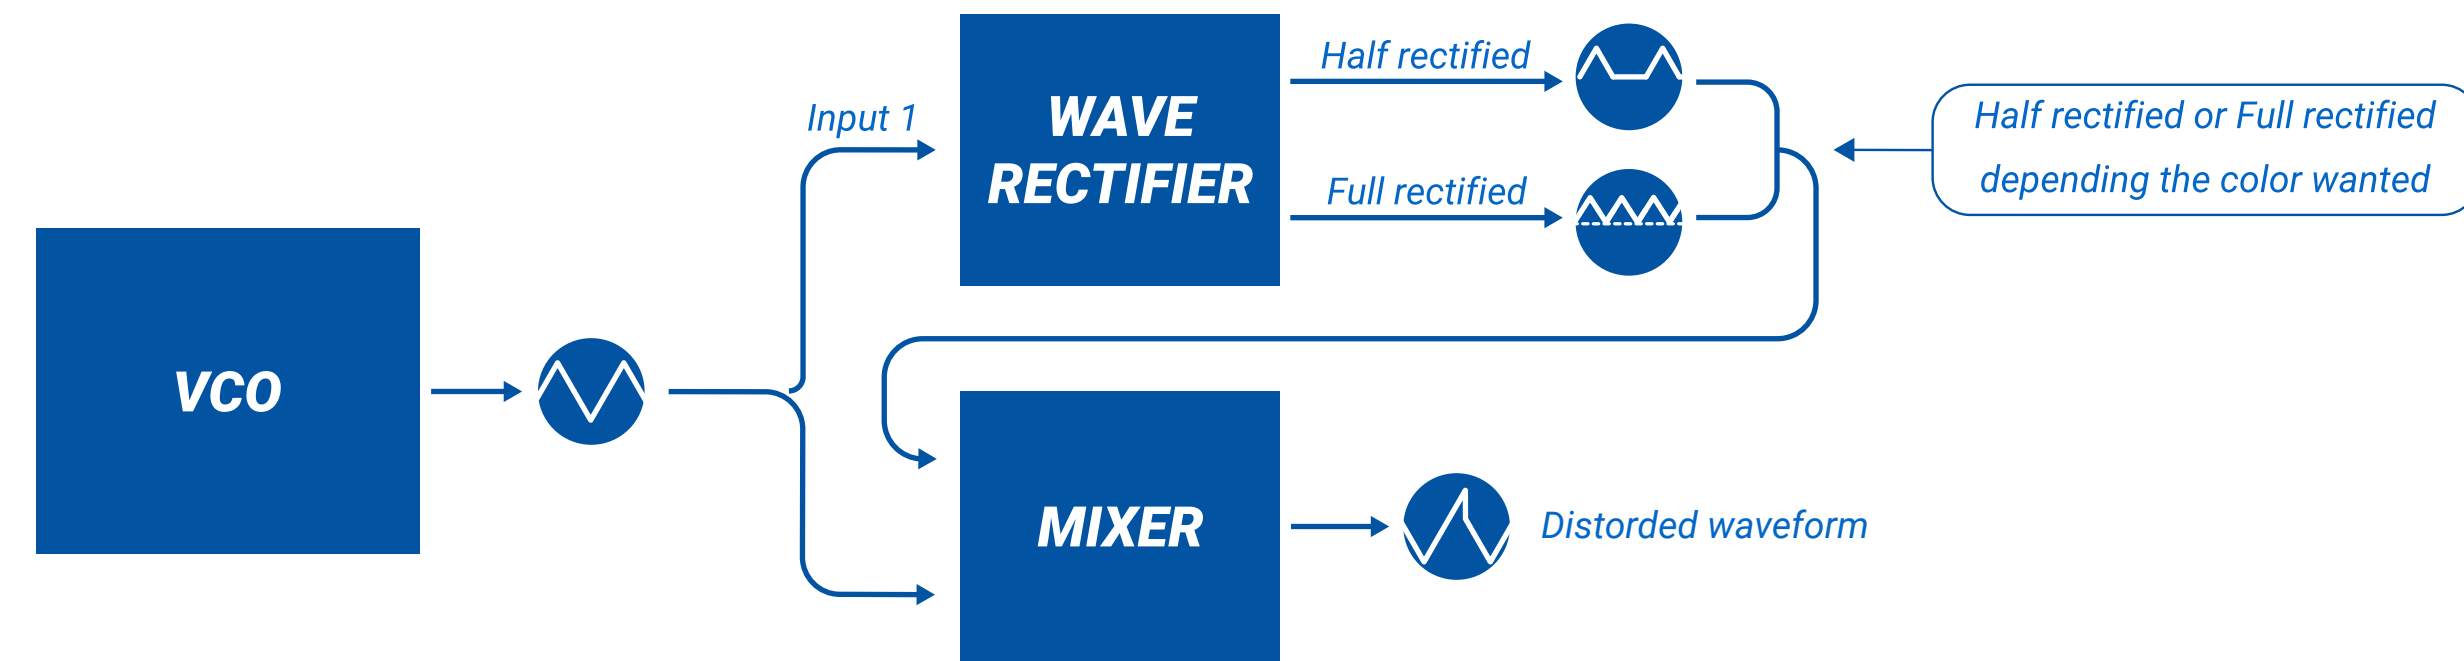 Half rectified
WAVE
RECTIFIER
Input 1
Half rectified or Full rectified
depending the color wanted
Full rectified
VCO
MIXER
Distorded waveform